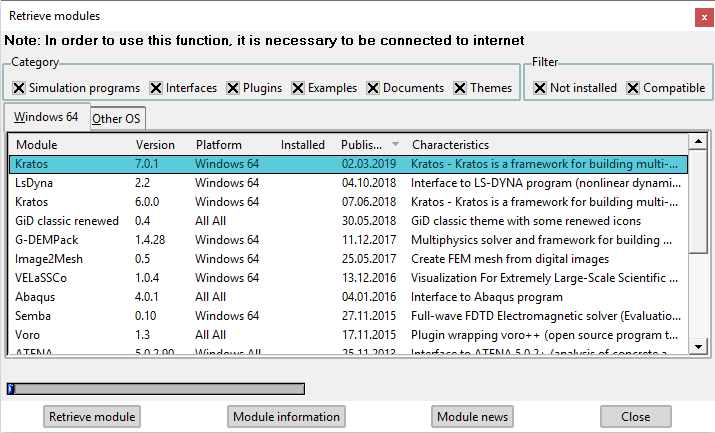 Retrieve modules
Note: In order to use this function, it is necessary to be connected to internet
Category
Filter
Simulation programs Interfaces Plugins Examples Documents Themes Not installed Compatible
Windows 64 Other OS
Module Version Platform Installed Publis... Characteristics
Kratos 7.0.1 Windows 64 02.03.2019 Kratos - Kratos is a framework for building multi-...
LsDyna 2.2 Windows 64 04.10.2018 Interface to LS-DYNA program (nonlinear dynami...
Kratos 6.0.0 Windows 64 07.06.2018 Kratos - Kratos is a framework for building multi-...
GiD classic renewed 0.4 All All 30.05.2018 GiD classic theme with some renewed icons
G-DEMPack 1.4.28 Windows 64 11.12.2017 Multiphysics solver and framework for building ...
Image2Mesh 0.5 Windows 64 25.05.2017 Create FEM mesh from digital images
VELaSSCo 1.0.4 Windows 64 13.12.2016 Visualization For Extremely Large-Scale Scientific ...
Abaqus 4.0.1 All All 04.01.2016 Interface to Abaqus program
Semba 0.10 Windows 64 27.11.2015 Full-wave FDTD Electromagnetic solver (Evaluatio...
Voro 1.3 All All 17.11.2015 Plugin wrapping voro++ (open source program t...
ATENA 5.0.2.90 Windows All 25.11.2013 Interface to ATENA 5.0.2+ (analysis of concrete a...
Retrieve module Module information Module news Close